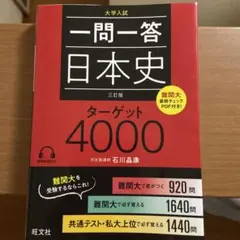 大学入試
一問一答
日本史
三訂版
難関大
最終チェック
PDF付き!
ターゲット
4000
石川晶康
難関大を
受験するならこれ!
難関大で差がつく 920問
難関大で必ず覚える 1640問
共通テスト・私大上位で必ず覚える 1440問
旺文社